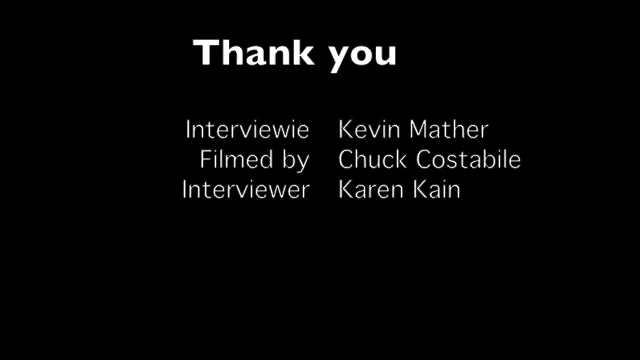 Thank you
Interviewie Kevin Mather
Filmed by Chuck Costabile
Interviewer Karen Kain